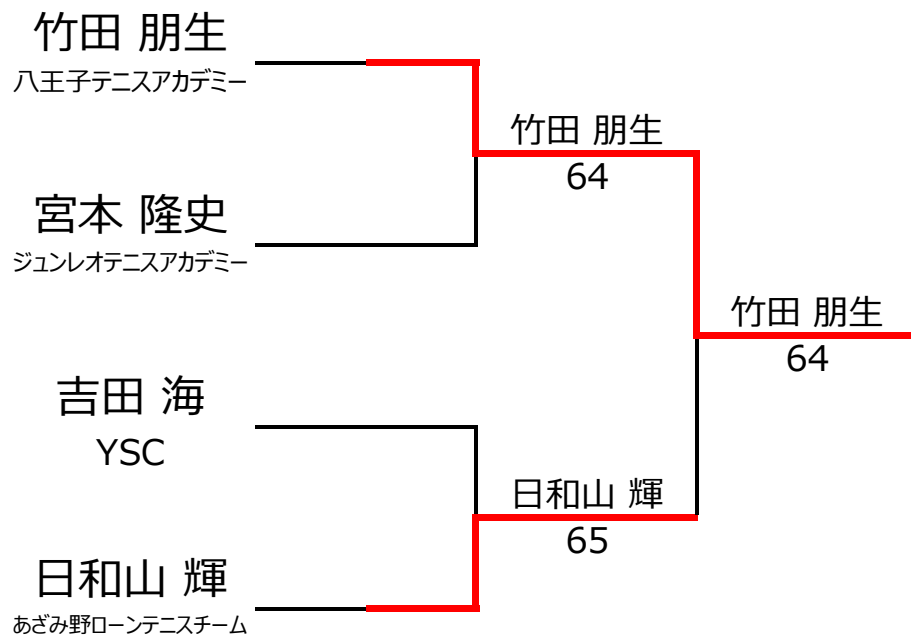 竹田 朋生
八王子テニスアカデミー
竹田 朋生
64
宮本 隆史
ジュンレオテニスアカデミー
竹田 朋生
64
吉田 海
YSC
日和山 輝
65
日和山 輝
あざみ野ローンテニスチーム